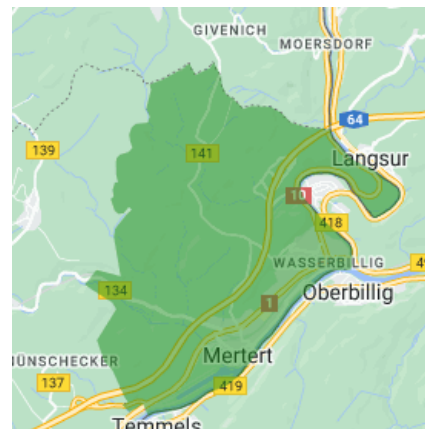 GIVENICH
MOERSDORF
64
139
141
Langsur
10
418
WASSERBILLIG
49
134
Oberbillig
1
Mertert
ÜNSCHECKER
137
419
Temmels